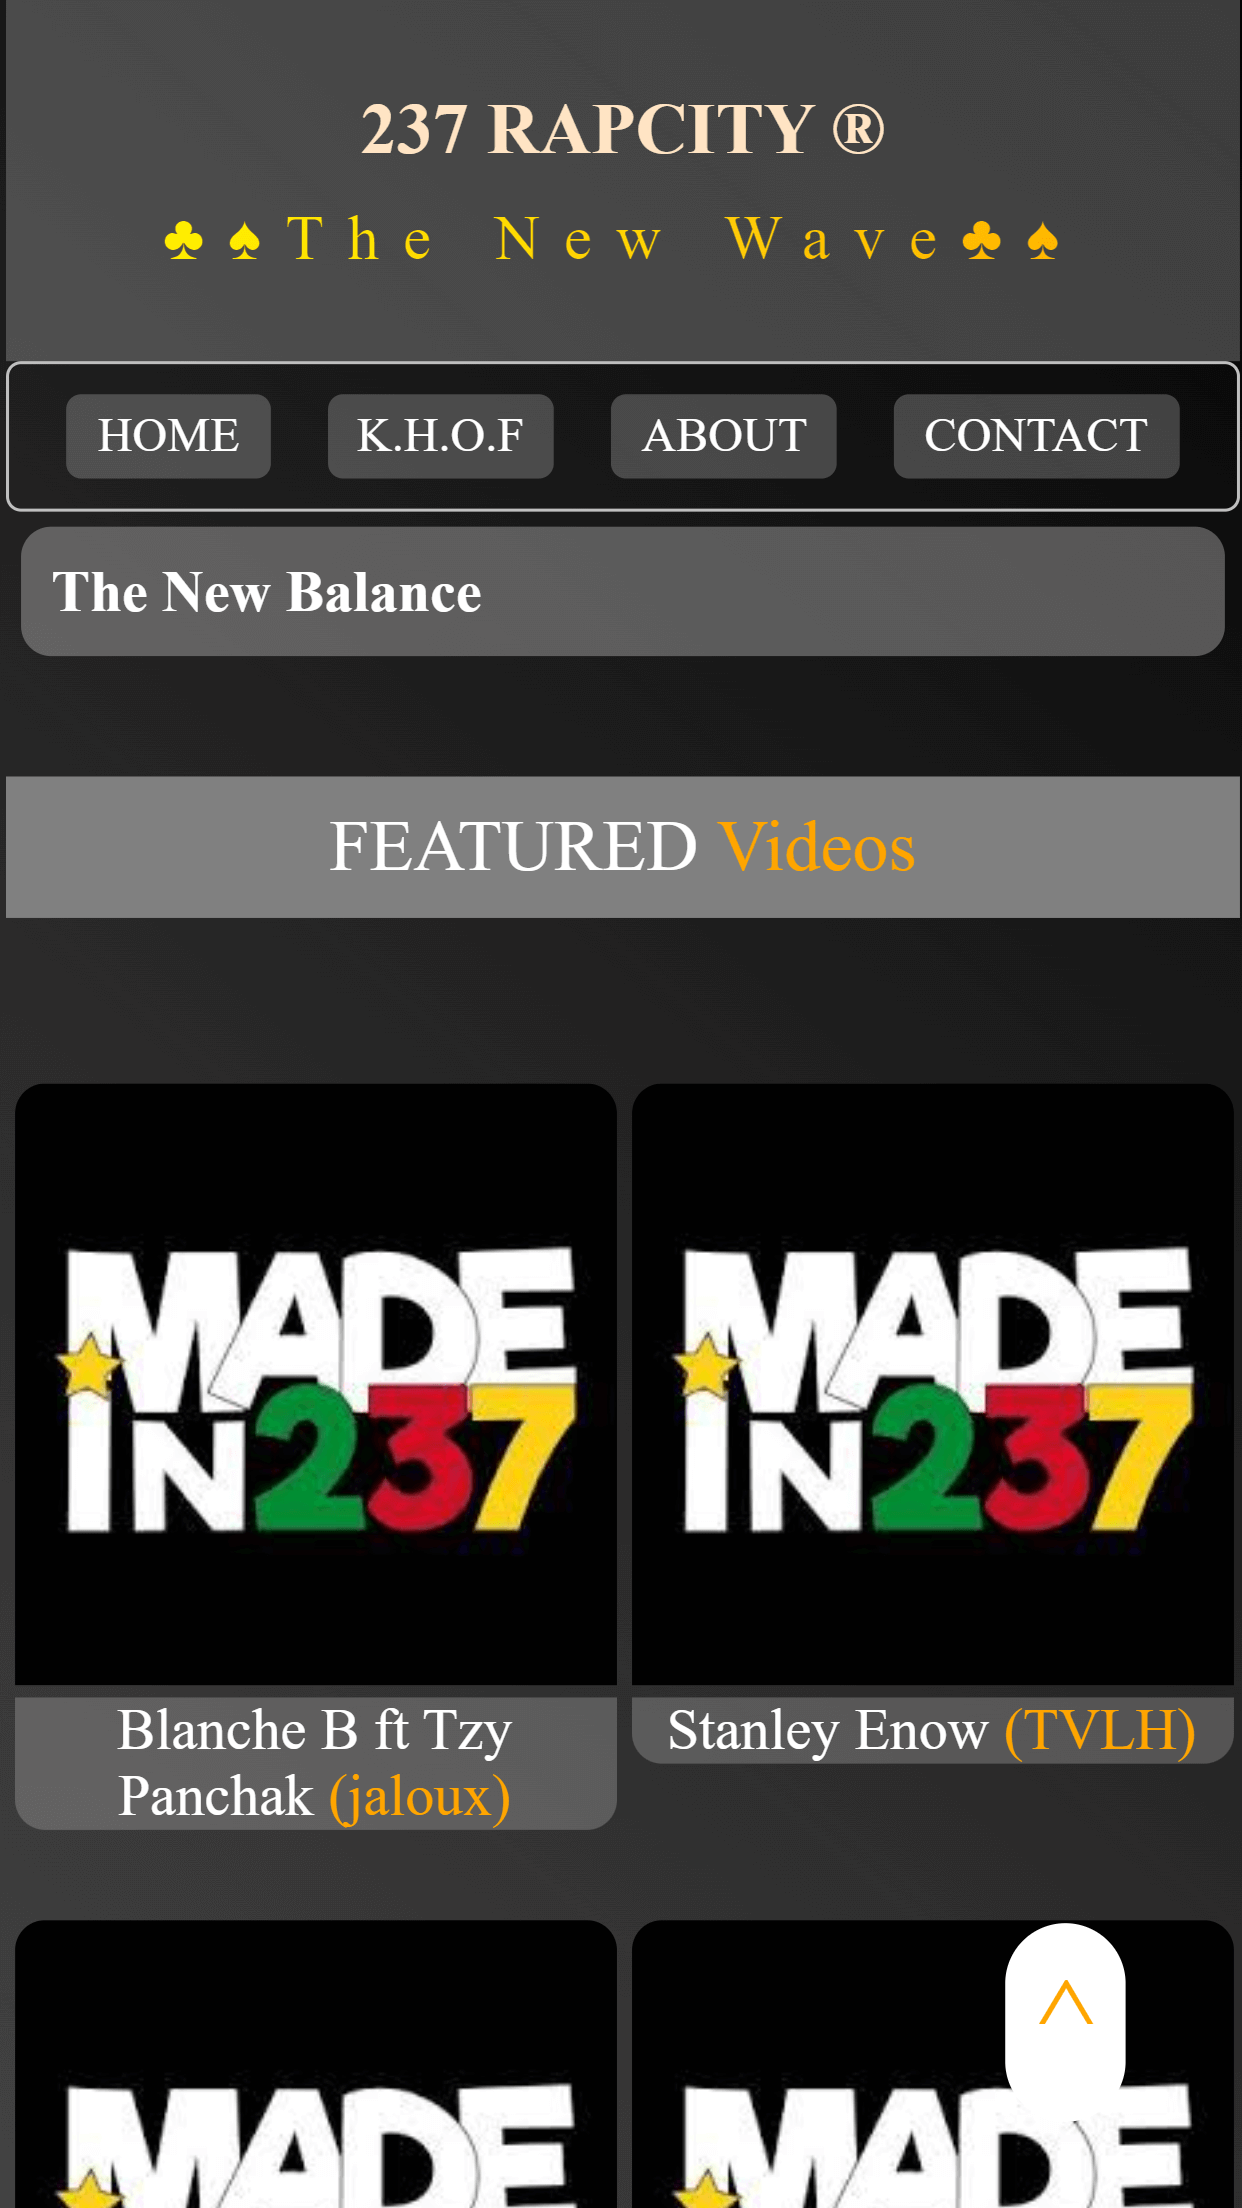 237 RAPCITY ®
♣♠The New Wave♣♠
HOME K.H.O.F ABOUT CONTACT
The New Balance
FEATURED Videos
MADE
IN237
MADE
IN237
Blanche B ft Tzy
Panchak (jaloux)
Stanley Enow (TVLH)
MADE
MADE